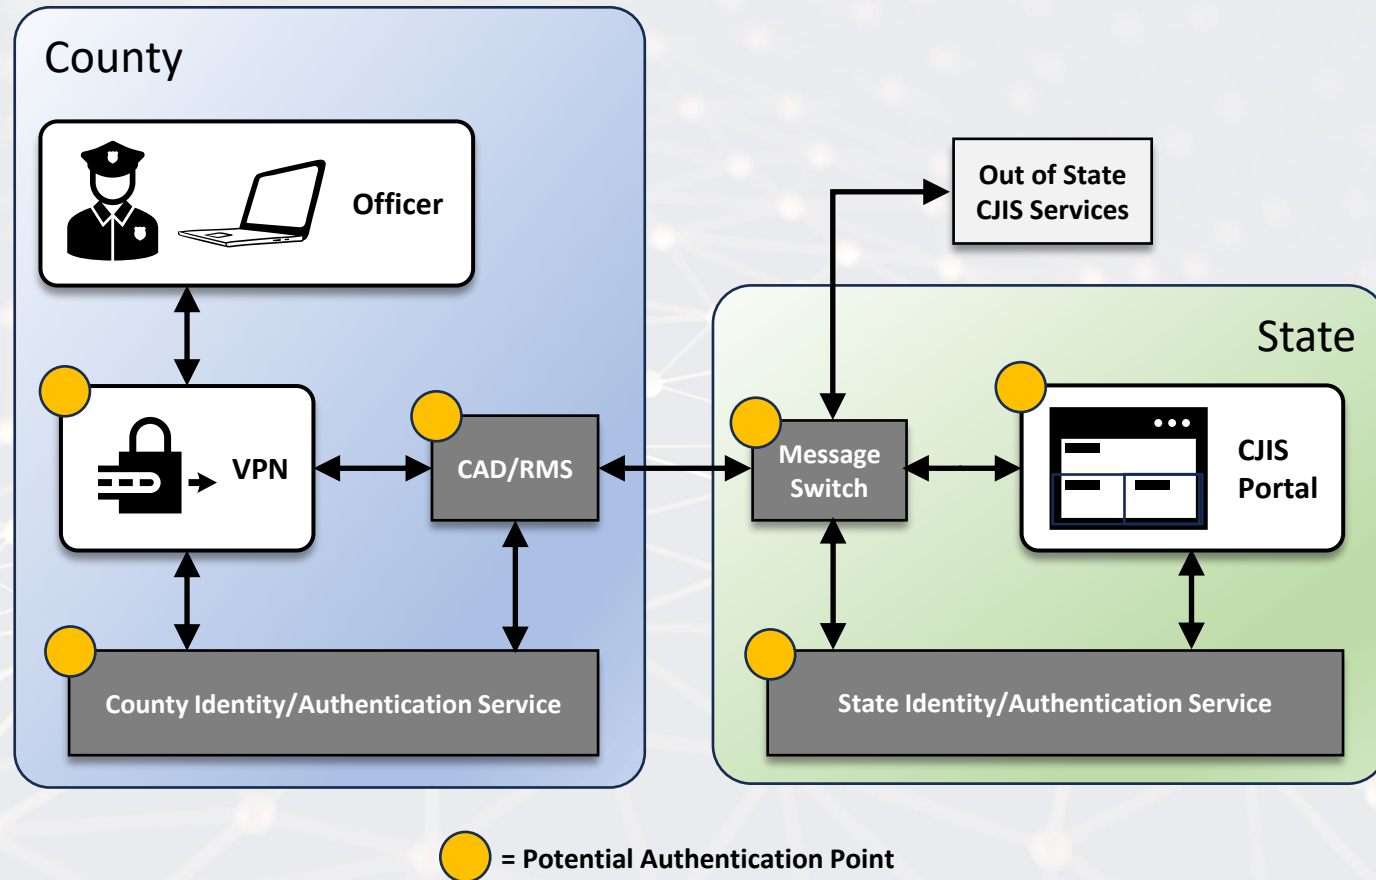 County
Officer
Out of State
CJIS Services
State
VPN
CAD/RMS
Message
Switch
CJIS
Portal
County Identity/Authentication Service
State Identity/Authentication Service
= Potential Authentication Point